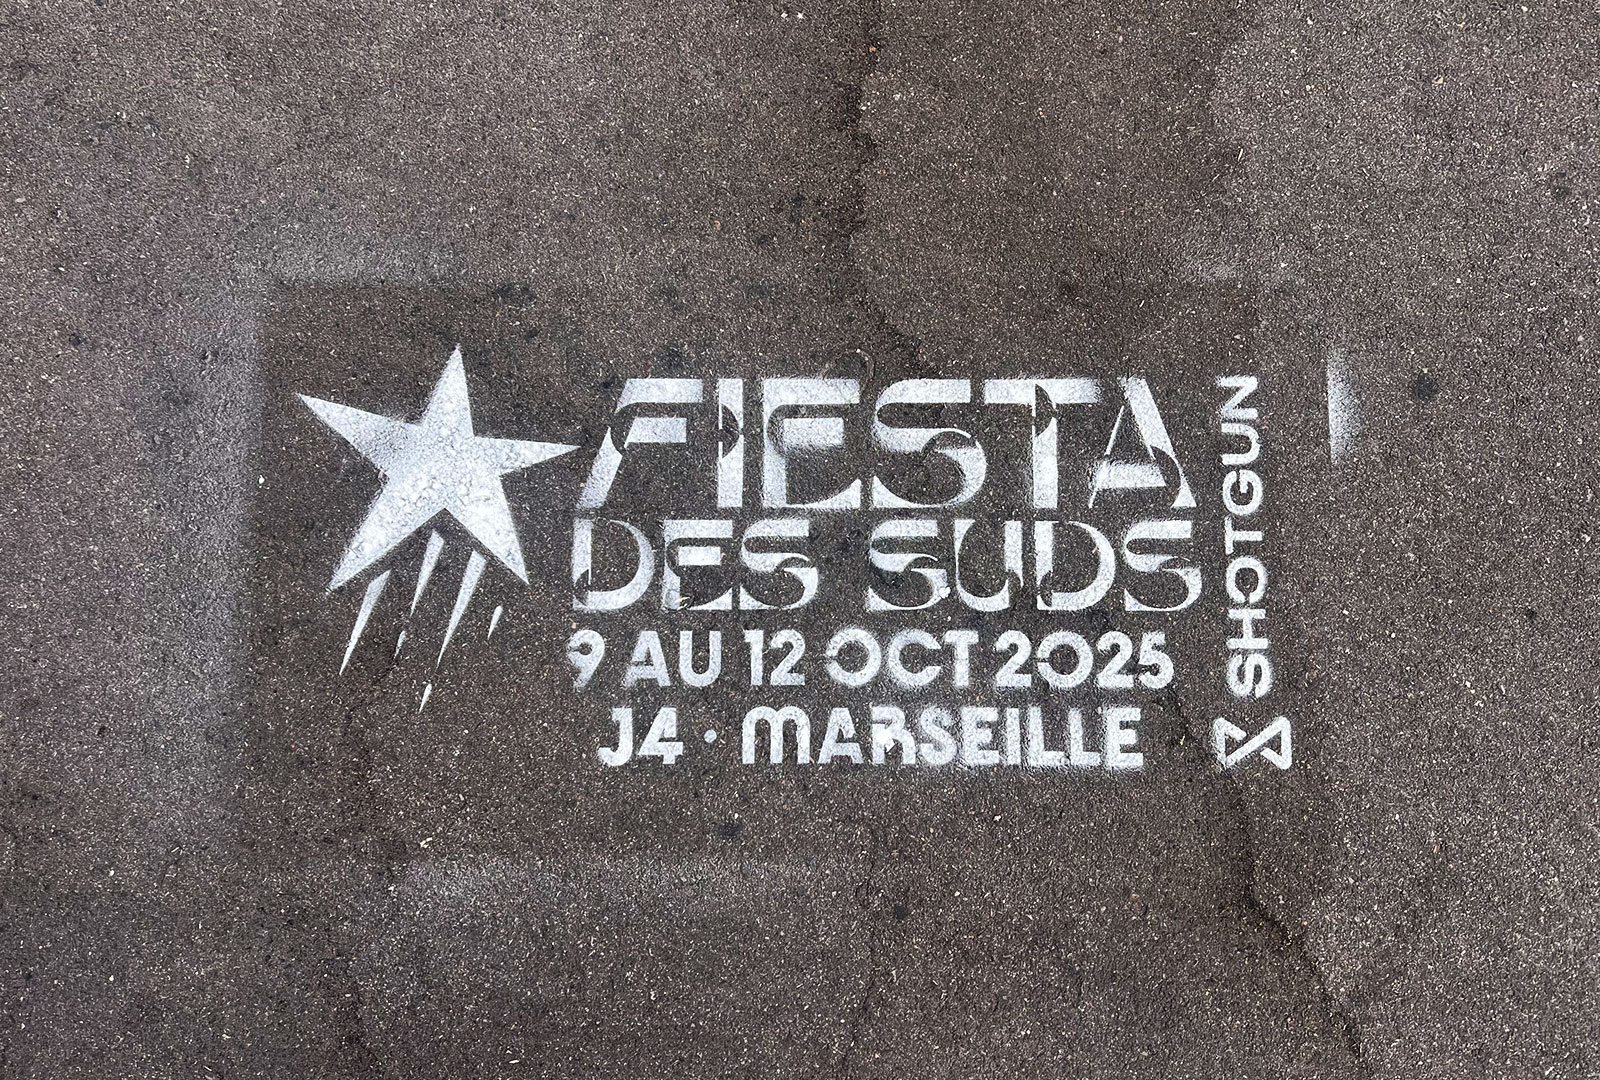 FIESTA
DES SUDS
9 AU 12 OCT 2025
J4 · MARSEILLE
SHOTGUN